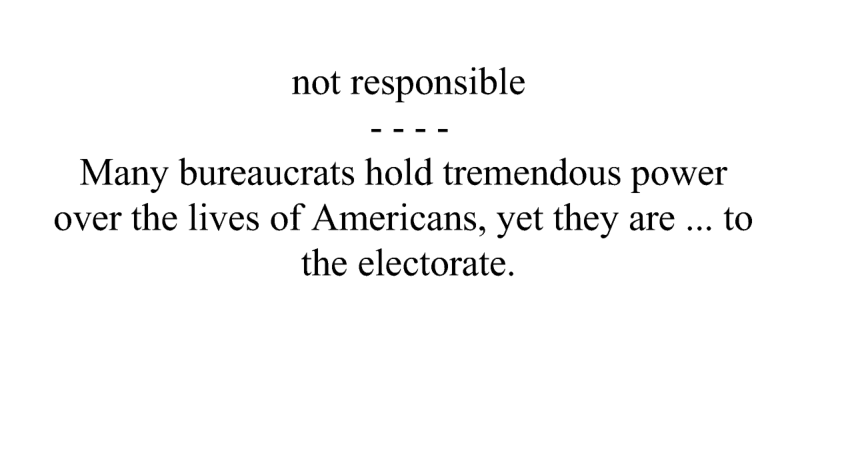 not responsible
- - - -
Many bureaucrats hold tremendous power
over the lives of Americans, yet they are ... to
the electorate.